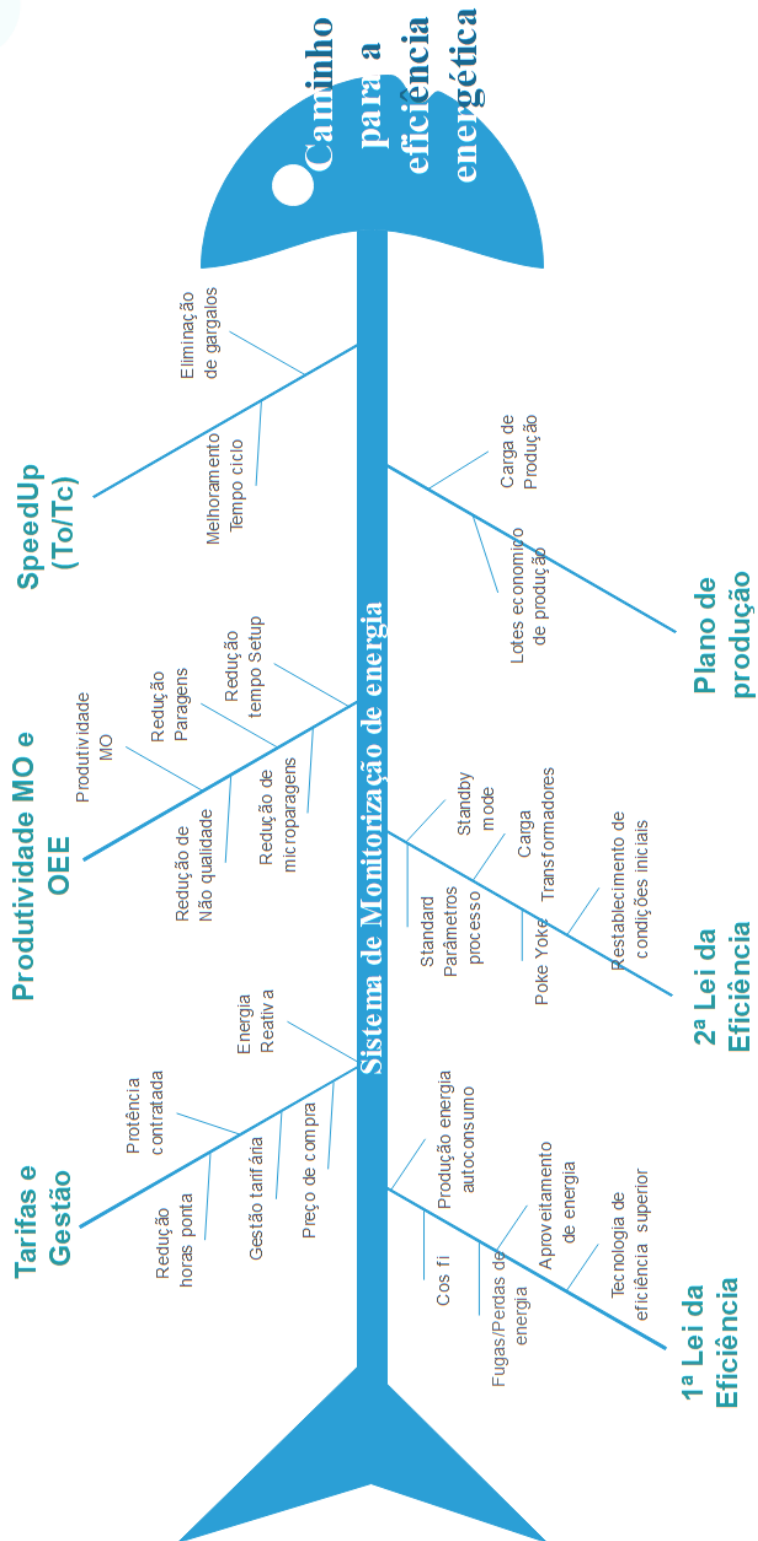 Tarifas e
Gestão
Protência
contratada
Redução
horas ponta
Gestão tarifária
Energia
Reativa
Preço de compra
Produtividade MO e
OEE
Produtividade
MO
Redução de
Não qualidade
Redução
Paragens
Redução de
microparagens
Redução
tempo Setup
SpeedUp
(To/Tc)
Melhoramento
Tempo ciclo
Eliminação
de gargalos
Sistema de Monitorização de energia
Caminho
para a
eficiência
energética
Produção energia
autoconsumo
Cos fi
Fugas/Perdas de
energia
Aproveitamento
de energia
Tecnologia de
eficiência superior
1ª Lei da
Eficiência
Standby
mode
Standard
Parâmetros
processo
Carga
Transformadores
Poke Yoke
Restablecimento de
condições iniciais
2ª Lei da
Eficiência
Carga de
Produção
Lotes economico
de produção
Plano de
produção